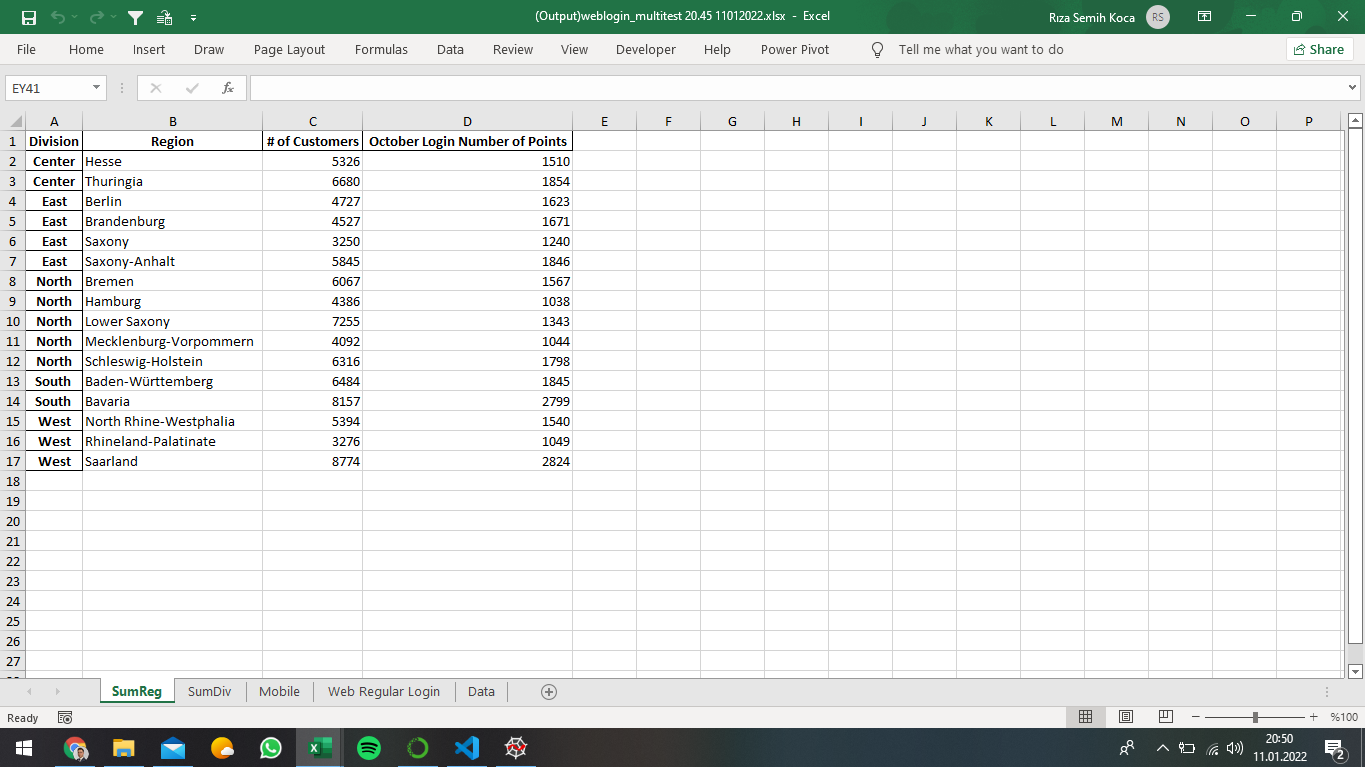 (Output)weblogin_multitest 20.45 11012022.xlsx - Excel
Rıza Semih Koca RS
File Home Insert Draw Page Layout Formulas Data Review View Developer Help Power Pivot Tell me what you want to do Share
EY41 fx
A B C D E F G H I J K L M N O P
1 Division Region # of Customers October Login Number of Points
2 Center Hesse 5326 1510
3 Center Thuringia 6680 1854
4 East Berlin 4727 1623
5 East Brandenburg 4527 1671
6 East Saxony 3250 1240
7 East Saxony-Anhalt 5845 1846
8 North Bremen 6067 1567
9 North Hamburg 4386 1038
10 North Lower Saxony 7255 1343
11 North Mecklenburg-Vorpommern 4092 1044
12 North Schleswig-Holstein 6316 1798
13 South Baden-Württemberg 6484 1845
14 South Bavaria 8157 2799
15 West North Rhine-Westphalia 5394 1540
16 West Rhineland-Palatinate 3276 1049
17 West Saarland 8774 2824
18
19
20
21
22
23
24
25
26
27
SumReg SumDiv Mobile Web Regular Login Data
Ready %100
20:50
11.01.2022
2